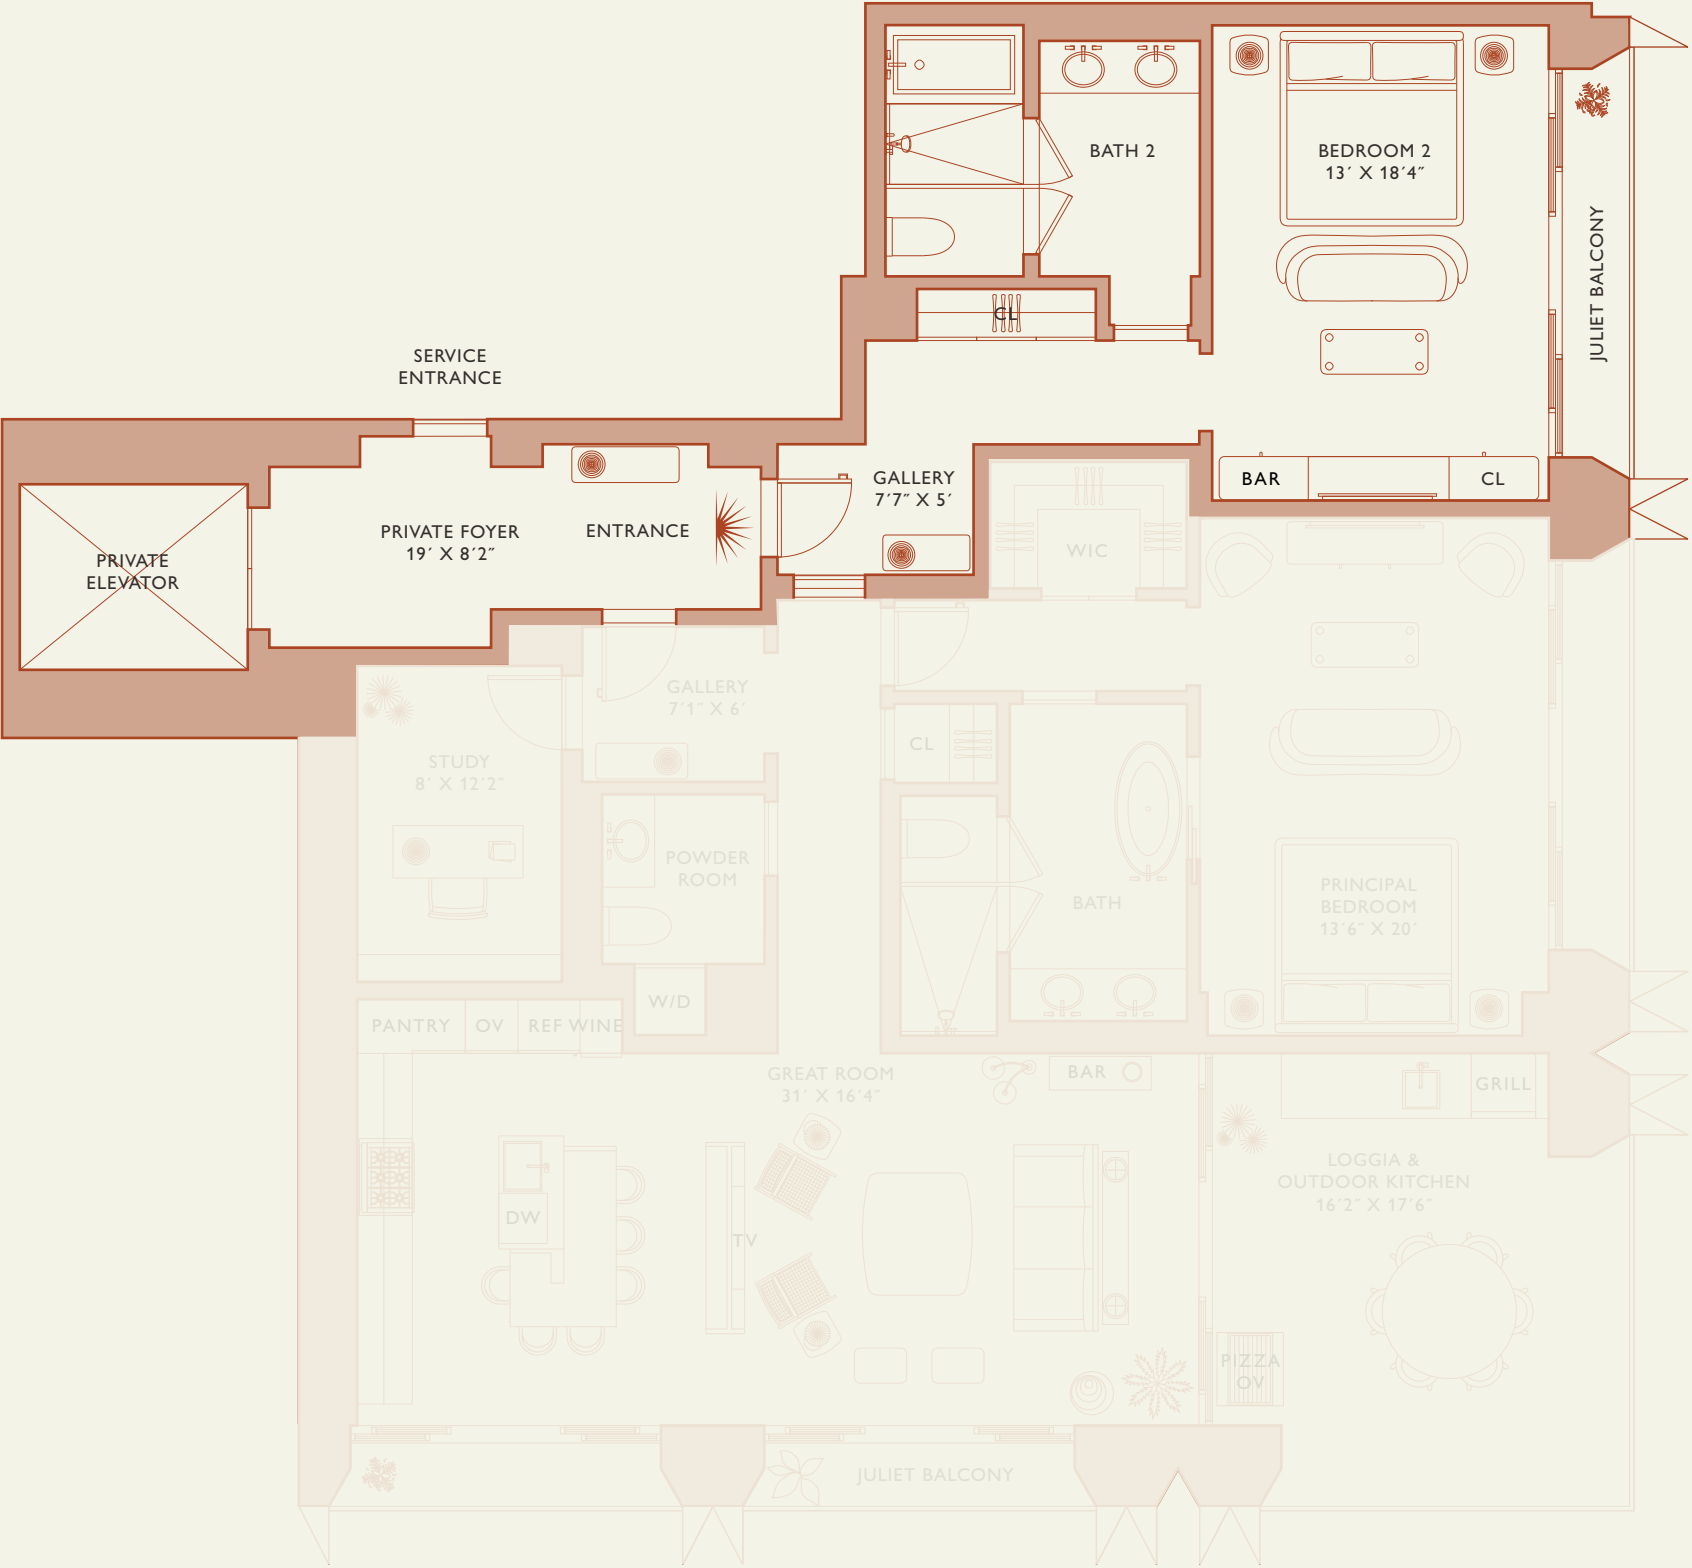 BATH 2
BEDROOM 2
13′ X 18′4″
JULIET BALCONY
CL
SERVICE
ENTRANCE
GALLERY
7′7″ X 5′
BAR
CL
PRIVATE FOYER
19′ X 8′2″
ENTRANCE
PRIVATE
ELEVATOR
WIC
GALLERY
7′1″ X 6′
CL
STUDY
8′ X 12′2″
POWDER
ROOM
BATH
PRINCIPAL
BEDROOM
13′6″ X 20′
W/D
PANTRY
OV
REF
WINE
GREAT ROOM
31′ X 16′4″
BAR
GRILL
LOGGIA &
OUTDOOR KITCHEN
16′2″ X 17′6″
DW
TV
PIZZA
OV
JULIET BALCONY